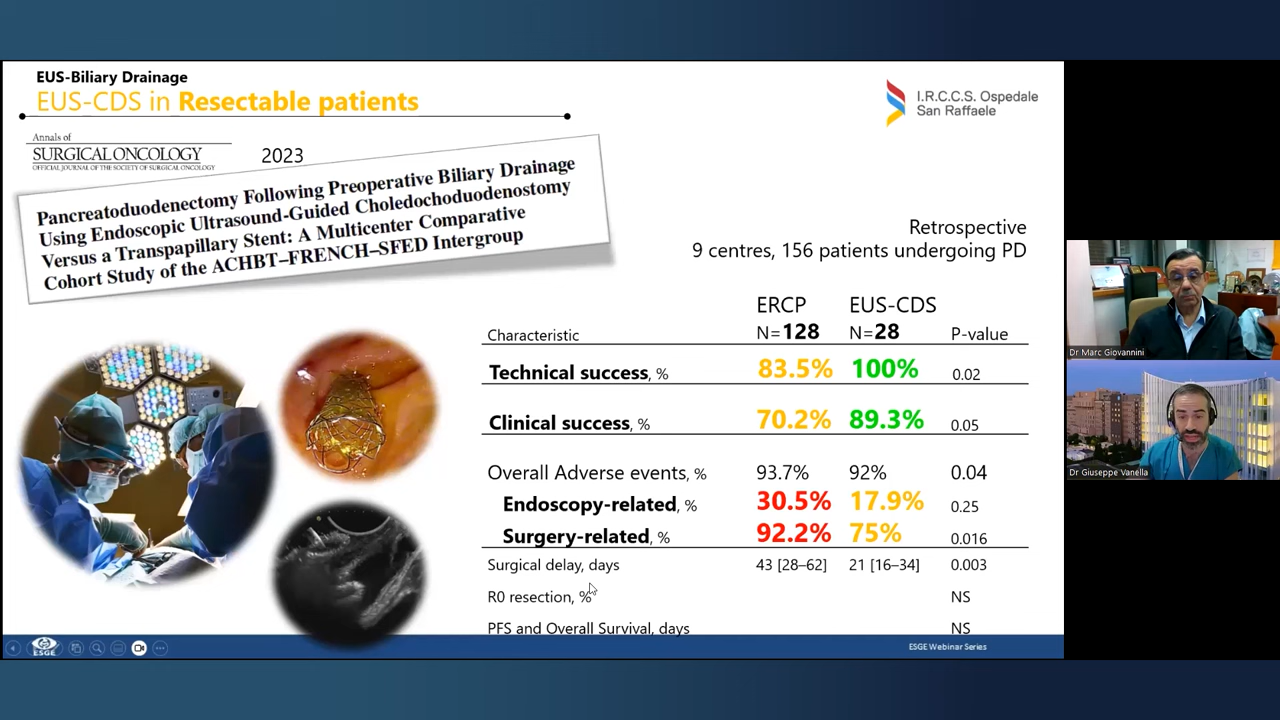 EUS-Biliary Drainage
EUS-CDS in Resectable patients
I.R.C.C.S. Ospedale
San Raffaele
Annals of
SURGICAL ONCOLOGY
OFFICIAL JOURNAL OF THE SOCIETY OF SURGICAL ONCOLOGY
2023
Pancreatoduodenectomy Following Preoperative Biliary Drainage
Using Endoscopic Ultrasound-Guided Choledochoduodenostomy
Versus a Transpapillary Stent: A Multicenter Comparative
Cohort Study of the ACHBT–FRENCH–SFED Intergroup
Retrospective
9 centres, 156 patients undergoing PD
ERCP EUS-CDS
Characteristic N=128 N=28 P-value
Technical success, % 83.5% 100% 0.02
Clinical success, % 70.2% 89.3% 0.05
Overall Adverse events, % 93.7% 92% 0.04
Endoscopy-related, % 30.5% 17.9% 0.25
Surgery-related, % 92.2% 75% 0.016
Surgical delay, days 43 [28–62] 21 [16–34] 0.003
R0 resection, % NS
PFS and Overall Survival, days NS
ESGE
ESGE Webinar Series
Dr Marc Giovannini
Dr Giuseppe Vanella